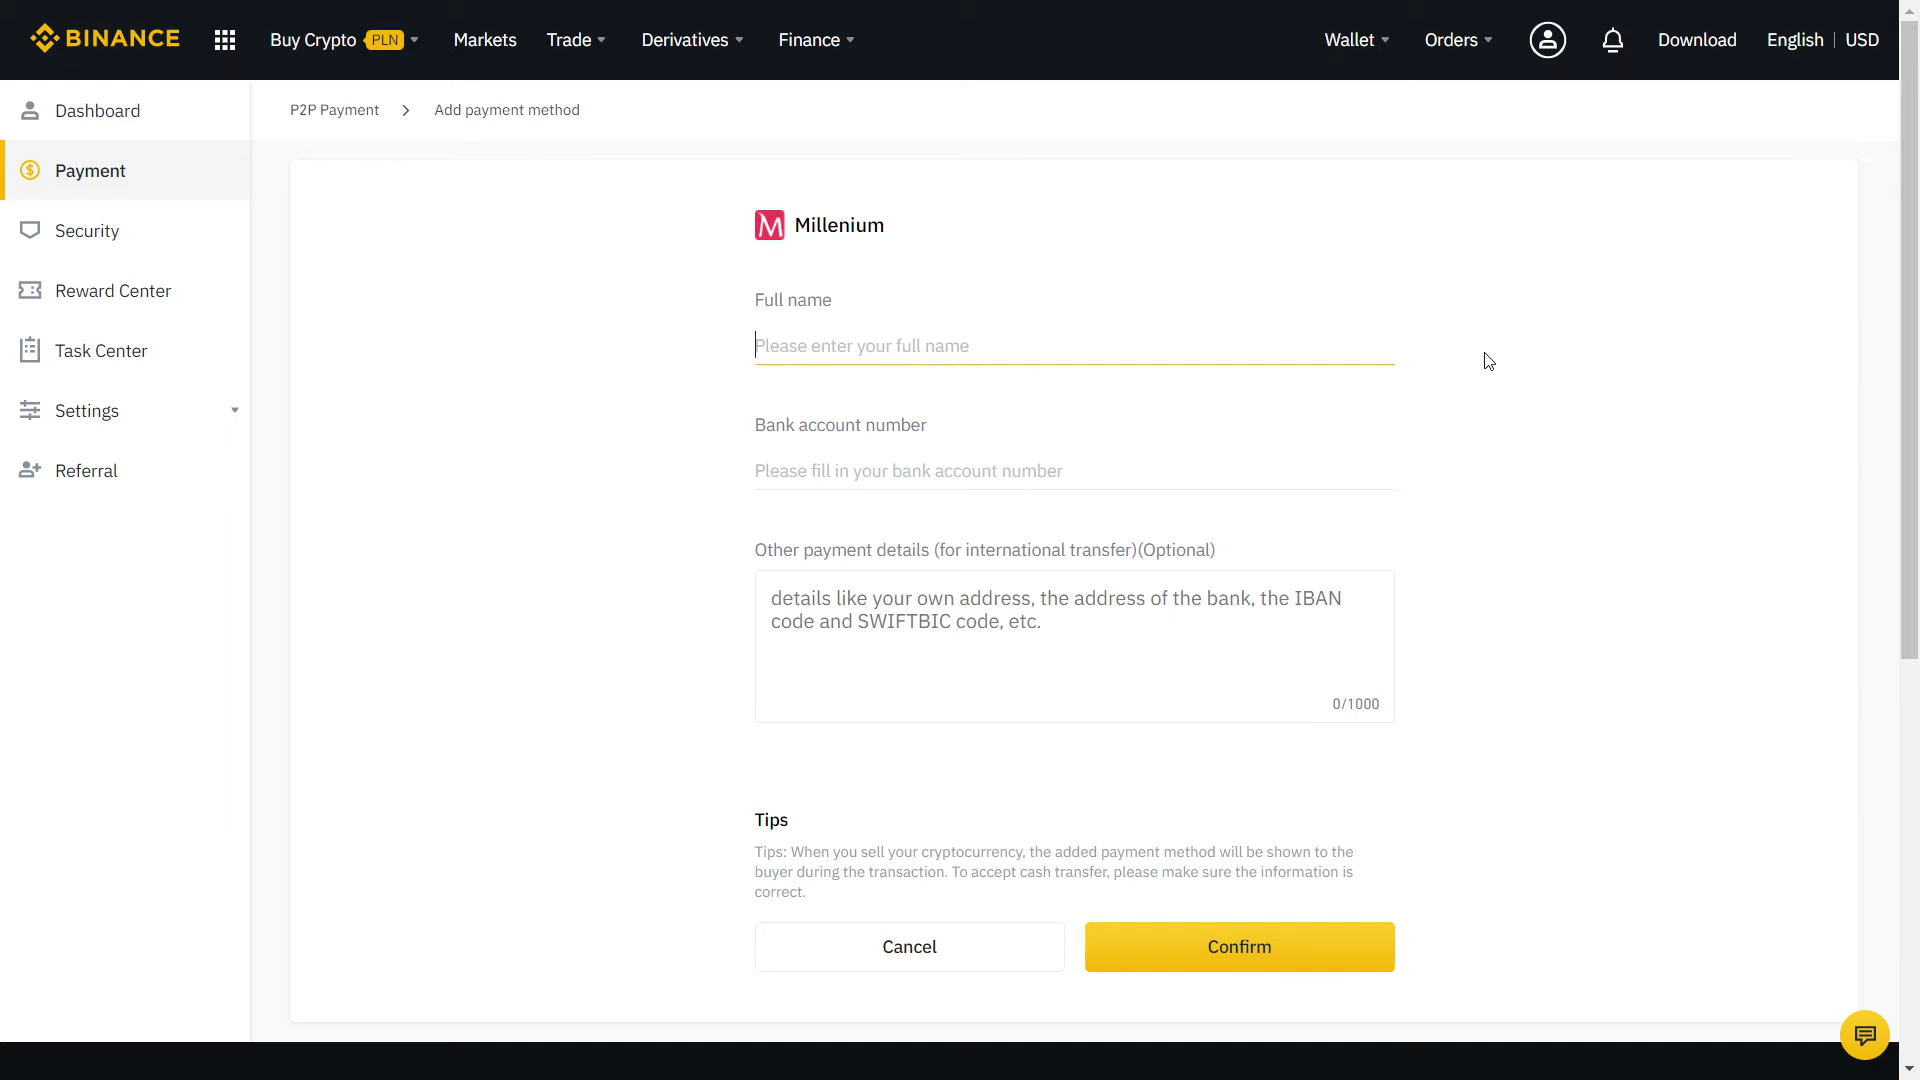 BINANCE
Buy Crypto PLN
Markets
Trade
Derivatives
Finance
Wallet
Orders
Download
English
USD
Dashboard
Payment
Security
Reward Center
Task Center
Settings
Referral
P2P Payment
Add payment method
M
Millenium
Full name
Please enter your full name
Bank account number
Please fill in your bank account number
Other payment details (for international transfer)(Optional)
details like your own address, the address of the bank, the IBAN
code and SWIFTBIC code, etc.
0/1000
Tips
Tips: When you sell your cryptocurrency, the added payment method will be shown to the
buyer during the transaction. To accept cash transfer, please make sure the information is
correct.
Cancel
Confirm